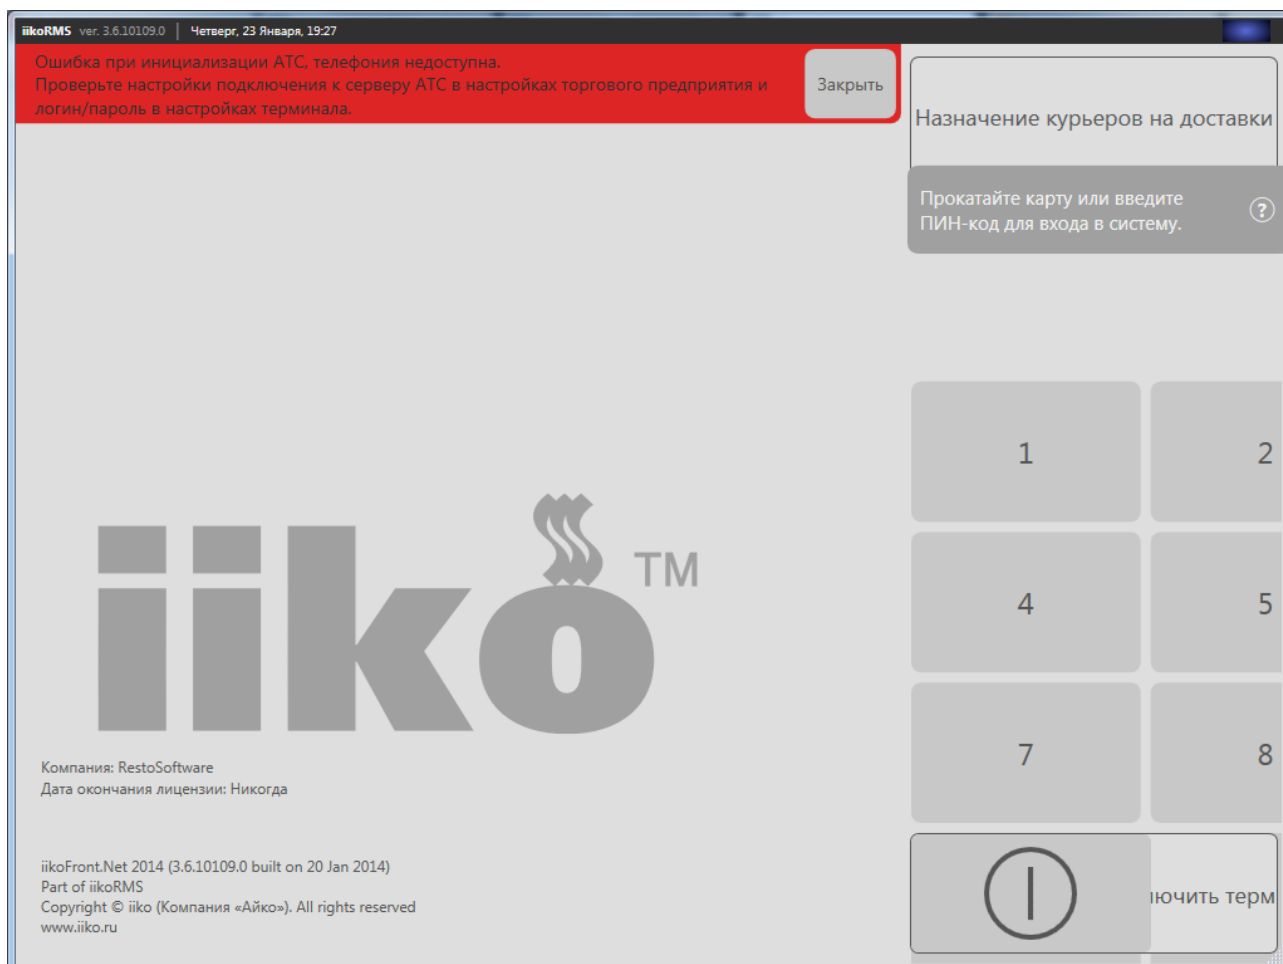 iikoRMS ver. 3.6.10109.0 | Четверг, 23 Января, 19:27
Ошибка при инициализации АТС, телефония недоступна.
Проверьте настройки подключения к серверу АТС в настройках торгового предприятия и
логин/пароль в настройках терминала.
Закрыть
Назначение курьеров на доставки
Прокатайте карту или введите
ПИН-код для входа в систему.
?
1
2
4
5
7
8
iiko TM
Компания: RestoSoftware
Дата окончания лицензии: Никогда
iikoFront.Net 2014 (3.6.10109.0 built on 20 Jan 2014)
Part of iikoRMS
Copyright © iiko (Компания «Айко»). All rights reserved
www.iiko.ru
ючить терм